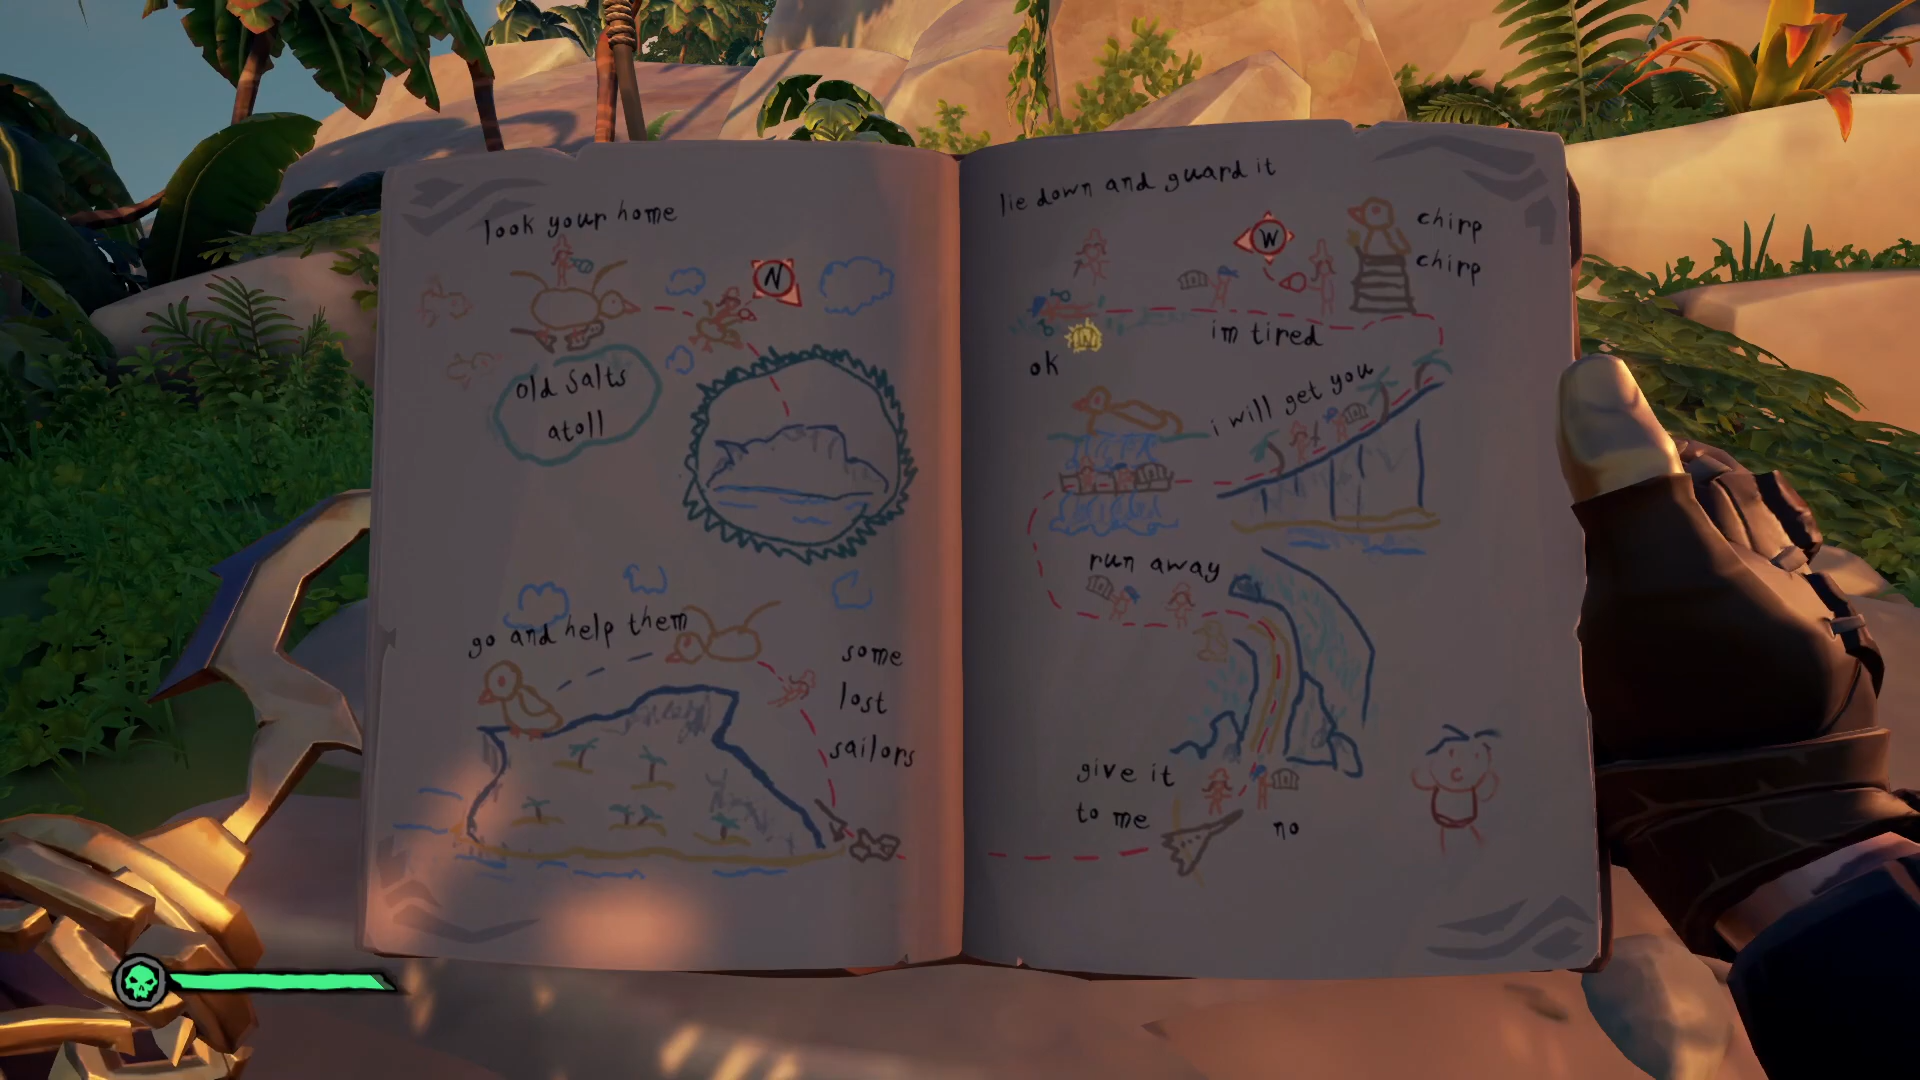 look your home
N
old salts
atoll
go and help them
some
lost
sailors
lie down and guard it
W
chirp
chirp
im tired
ok
i will get you
run away
give it
to me
no